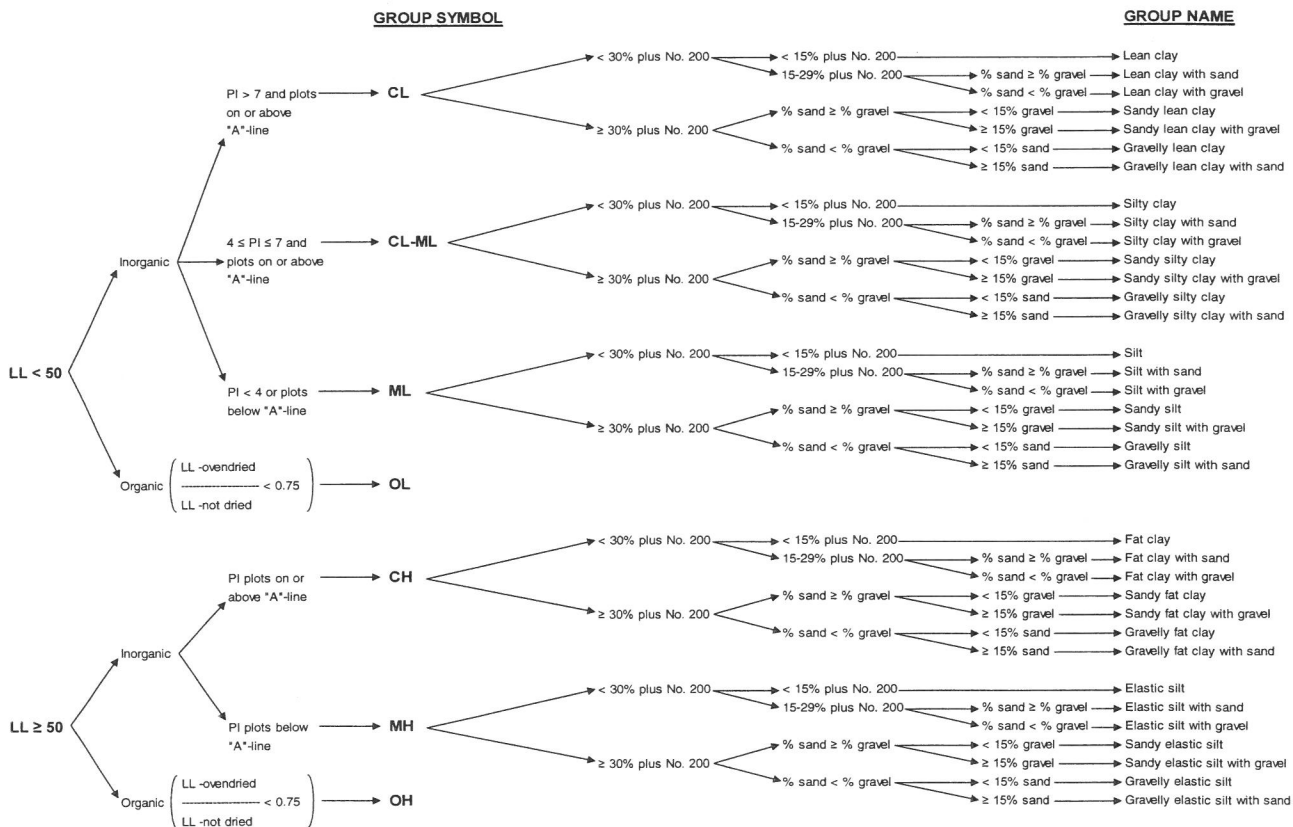 GROUP SYMBOL GROUP NAME
< 30% plus No. 200 < 15% plus No. 200 Lean clay
15-29% plus No. 200 % sand ≥ % gravel Lean clay with sand
% sand < % gravel Lean clay with gravel
PI > 7 and plots
on or above
"A"-line
CL
≥ 30% plus No. 200 % sand ≥ % gravel < 15% gravel Sandy lean clay
≥ 15% gravel Sandy lean clay with gravel
% sand < % gravel < 15% sand Gravelly lean clay
≥ 15% sand Gravelly lean clay with sand
< 30% plus No. 200 < 15% plus No. 200 Silty clay
15-29% plus No. 200 % sand ≥ % gravel Silty clay with sand
% sand < % gravel Silty clay with gravel
Inorganic
4 ≤ PI ≤ 7 and
plots on or above
"A"-line
CL-ML
≥ 30% plus No. 200 % sand ≥ % gravel < 15% gravel Sandy silty clay
≥ 15% gravel Sandy silty clay with gravel
% sand < % gravel < 15% sand Gravelly silty clay
≥ 15% sand Gravelly silty clay with sand
LL < 50
< 30% plus No. 200 < 15% plus No. 200 Silt
15-29% plus No. 200 % sand ≥ % gravel Silt with sand
% sand < % gravel Silt with gravel
PI < 4 or plots
below "A"-line
ML
≥ 30% plus No. 200 % sand ≥ % gravel < 15% gravel Sandy silt
≥ 15% gravel Sandy silt with gravel
% sand < % gravel < 15% sand Gravelly silt
≥ 15% sand Gravelly silt with sand
LL -ovendried
Organic ---------------- < 0.75 OL
LL -not dried
< 30% plus No. 200 < 15% plus No. 200 Fat clay
15-29% plus No. 200 % sand ≥ % gravel Fat clay with sand
% sand < % gravel Fat clay with gravel
PI plots on or
above "A"-line
CH
≥ 30% plus No. 200 % sand ≥ % gravel < 15% gravel Sandy fat clay
≥ 15% gravel Sandy fat clay with gravel
% sand < % gravel < 15% sand Gravelly fat clay
≥ 15% sand Gravelly fat clay with sand
Inorganic
LL ≥ 50
< 30% plus No. 200 < 15% plus No. 200 Elastic silt
15-29% plus No. 200 % sand ≥ % gravel Elastic silt with sand
% sand < % gravel Elastic silt with gravel
PI plots below
"A"-line
MH
≥ 30% plus No. 200 % sand ≥ % gravel < 15% gravel Sandy elastic silt
≥ 15% gravel Sandy elastic silt with gravel
% sand < % gravel < 15% sand Gravelly elastic silt
≥ 15% sand Gravelly elastic silt with sand
LL -ovendried
Organic ---------------- < 0.75 OH
LL -not dried